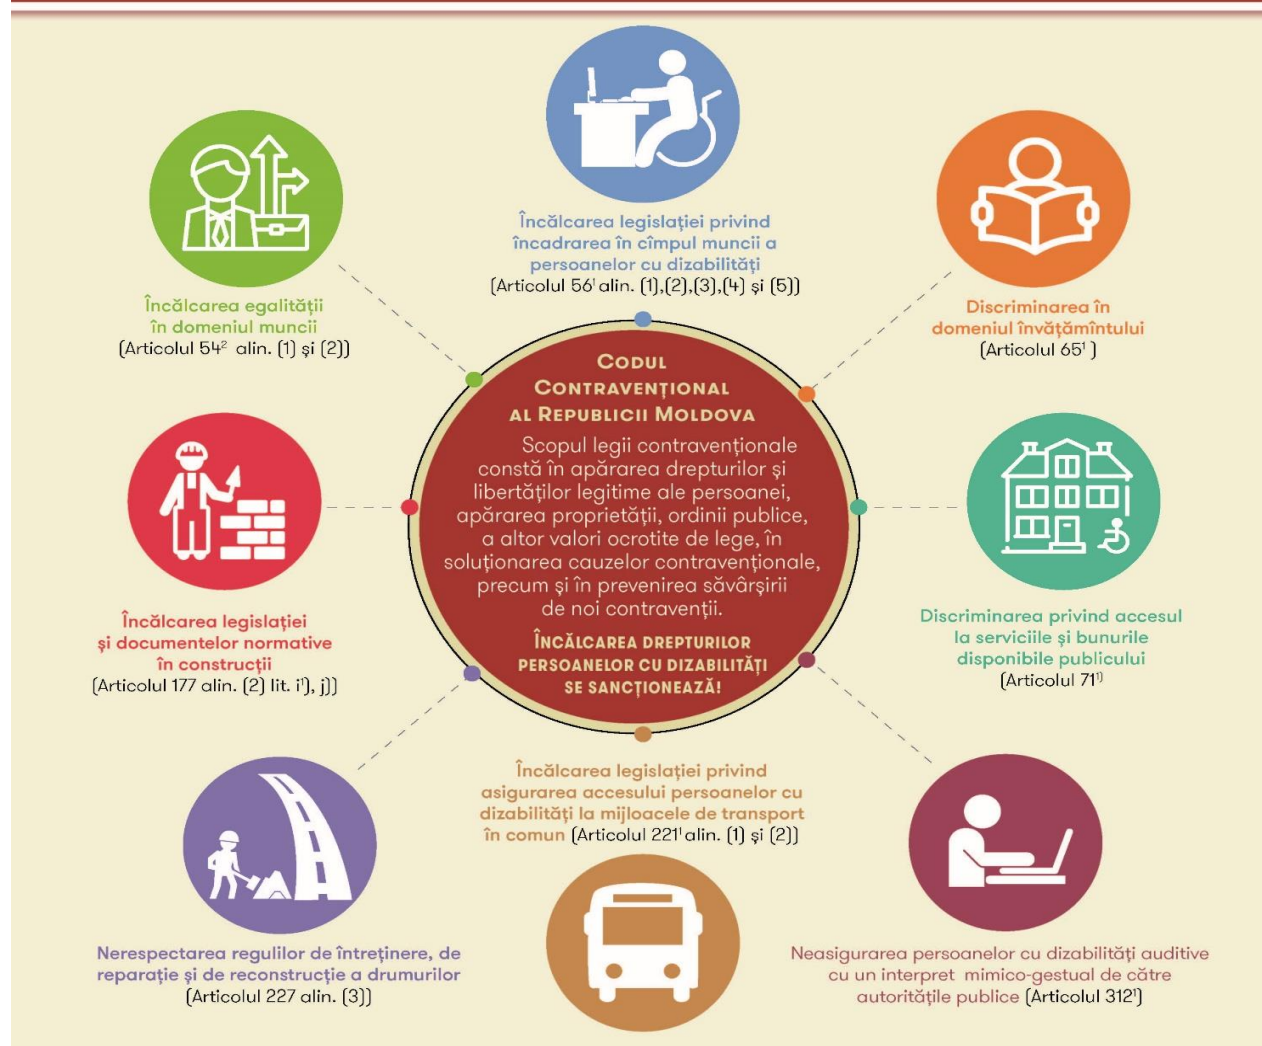 Încălcarea legislației privind
încadrarea în cîmpul muncii a
persoanelor cu dizabilități
(Articolul 56¹ alin. (1),(2),(3),(4) și (5))
Încălcarea egalității
în domeniul muncii
(Articolul 54² alin. (1) și (2))
Discriminarea în
domeniul învățămîntului
(Articolul 65¹ )
CODUL
CONTRAVENȚIONAL
AL REPUBLICII MOLDOVA
Scopul legii contravenționale
constă în apărarea drepturilor și
libertăților legitime ale persoanei,
apărarea proprietății, ordinii publice,
a altor valori ocrotite de lege, în
soluționarea cauzelor contravenționale,
precum și în prevenirea săvârșirii
de noi contravenții.
ÎNCĂLCAREA DREPTURILOR
PERSOANELOR CU DIZABILITĂȚI
SE SANCȚIONEAZĂ!
Încălcarea legislației
și documentelor normative
în construcții
(Articolul 177 alin. (2) lit. i¹), j))
Discriminarea privind accesul
la serviciile și bunurile
disponibile publicului
(Articolul 71¹⁾
Încălcarea legislației privind
asigurarea accesului persoanelor cu
dizabilități la mijloacele de transport
în comun (Articolul 221¹ alin. (1) și (2))
Nerespectarea regulilor de întreținere, de
reparație și de reconstrucție a drumurilor
(Articolul 227 alin. (3))
Neasigurarea persoanelor cu dizabilități auditive
cu un interpret mimico-gestual de către
autoritățile publice (Articolul 312¹)